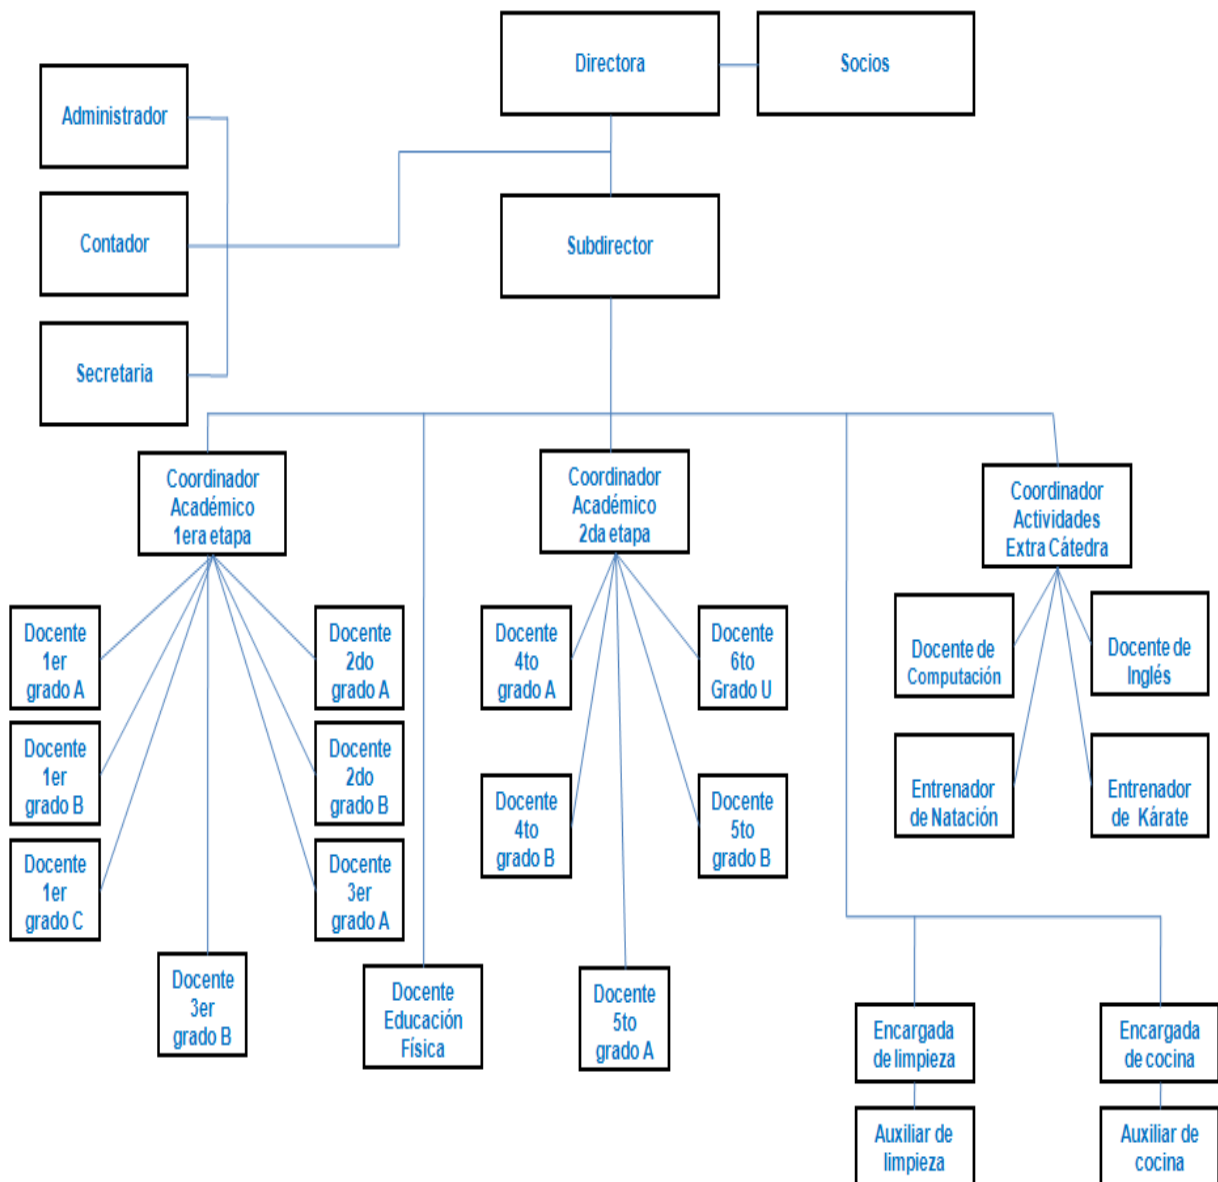 Directora
Socios
Administrador
Contador
Subdirector
Secretaria
Coordinador
Académico
1era etapa
Coordinador
Académico
2da etapa
Coordinador
Actividades
Extra Cátedra
Docente
1er
grado A
Docente
2do
grado A
Docente
4to
grado A
Docente
6to
Grado U
Docente de
Computación
Docente de
Inglés
Docente
1er
grado B
Docente
2do
grado B
Docente
4to
grado B
Docente
5to
grado B
Entrenador
de Natación
Entrenador
de Kárate
Docente
1er
grado C
Docente
3er
grado A
Docente
3er
grado B
Docente
Educación
Física
Docente
5to
grado A
Encargada
de limpieza
Encargada
de cocina
Auxiliar de
limpieza
Auxiliar de
cocina